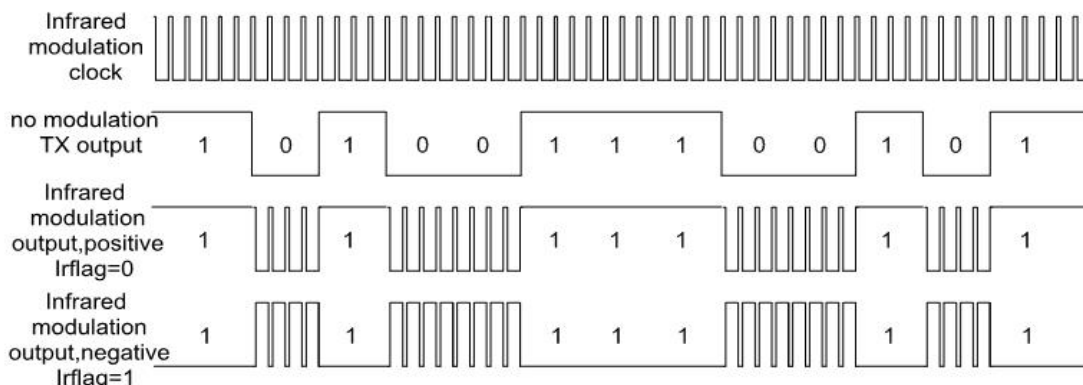 Infrared
modulation
clock
no modulation
TX output
1 0 1 0 0 1 1 1 0 0 1 0 1
Infrared
modulation
output,positive
Irflag=0
1 1 1 1 1 1 1
Infrared
modulation
output,negative
Irflag=1
1 1 1 1 1 1 1